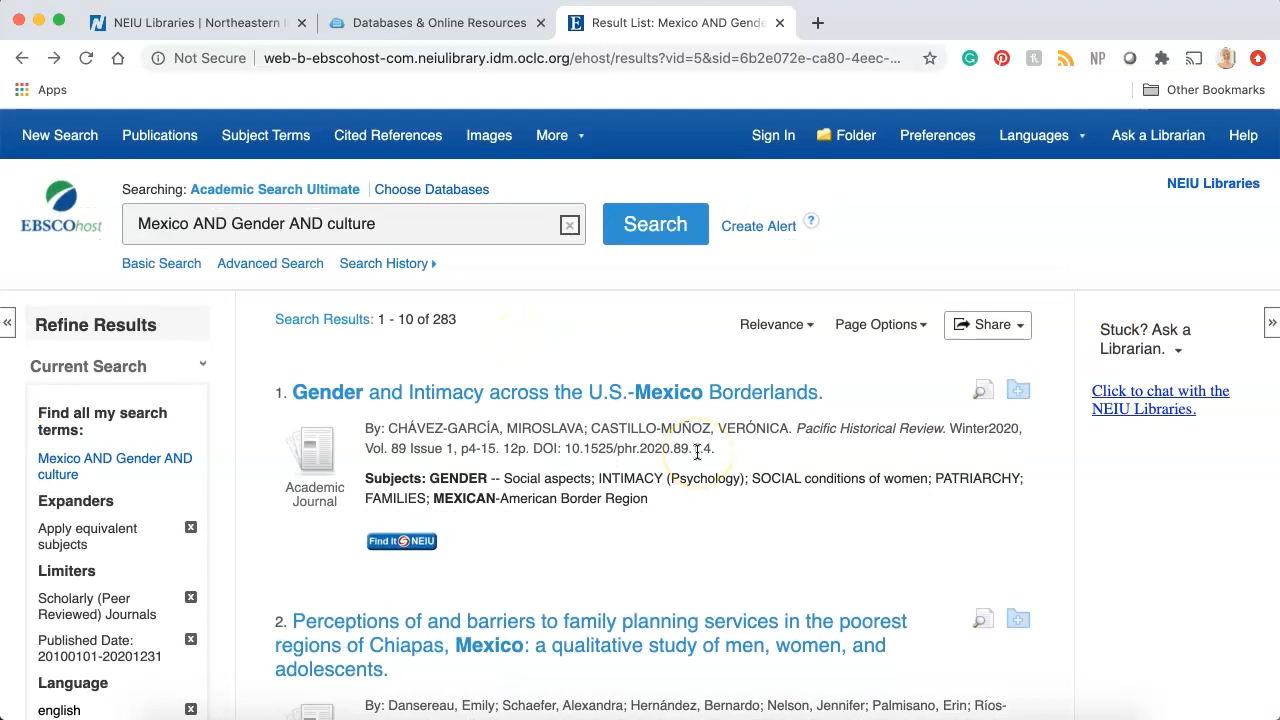 NEIU Libraries | Northeastern I
Databases & Online Resources
Result List: Mexico AND Gende
Not Secure
web-b-ebscohost-com.neiulibrary.idm.oclc.org/ehost/results?vid=5&sid=6b2e072e-ca80-4eec-...
NP
Apps
Other Bookmarks
New Search Publications Subject Terms Cited References Images More Sign In Folder Preferences Languages Ask a Librarian Help
Searching: Academic Search Ultimate Choose Databases
NEIU Libraries
EBSCOhost
Mexico AND Gender AND culture
Search
Create Alert ?
Basic Search Advanced Search Search History
Refine Results
Current Search
Find all my search
terms:
Mexico AND Gender AND
culture
Expanders
Apply equivalent
subjects
Limiters
Scholarly (Peer
Reviewed) Journals
Published Date:
20100101-20201231
Language
english
Search Results: 1 - 10 of 283
Relevance Page Options Share
1. Gender and Intimacy across the U.S.-Mexico Borderlands.
Academic
Journal
By: CHÁVEZ-GARCÍA, MIROSLAVA; CASTILLO-MUÑOZ, VERÓNICA. Pacific Historical Review. Winter2020,
Vol. 89 Issue 1, p4-15. 12p. DOI: 10.1525/phr.2020.89.1.4.
Subjects: GENDER -- Social aspects; INTIMACY (Psychology); SOCIAL conditions of women; PATRIARCHY;
FAMILIES; MEXICAN-American Border Region
Find It NEIU
2. Perceptions of and barriers to family planning services in the poorest
regions of Chiapas, Mexico: a qualitative study of men, women, and
adolescents.
By: Dansereau, Emily; Schaefer, Alexandra; Hernández, Bernardo; Nelson, Jennifer; Palmisano, Erin; Ríos-
Stuck? Ask a
Librarian.
Click to chat with the
NEIU Libraries.